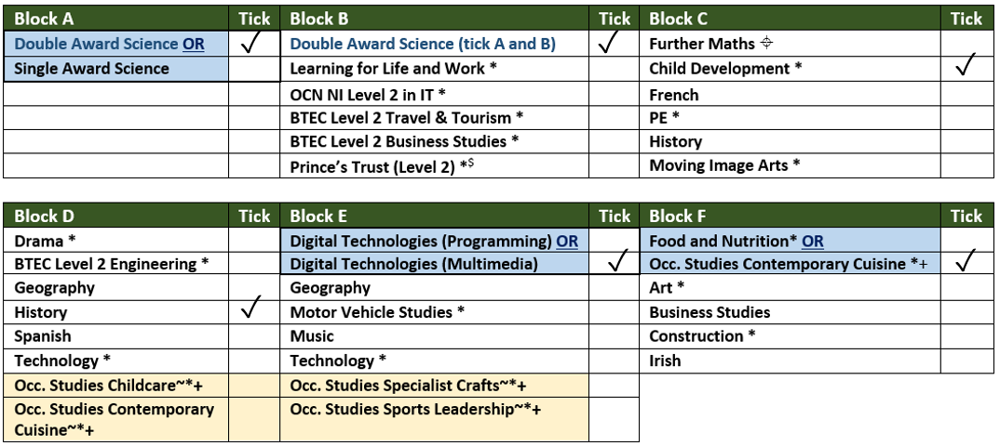 Block A Tick Block B Tick Block C Tick
Double Award Science OR ✓ Double Award Science (tick A and B) ✓ Further Maths ⌖
Single Award Science Learning for Life and Work * Child Development * ✓
OCN NI Level 2 in IT * French
BTEC Level 2 Travel & Tourism * PE *
BTEC Level 2 Business Studies * History
Prince’s Trust (Level 2) *$ Moving Image Arts *
Block D Tick Block E Tick Block F Tick
Drama * Digital Technologies (Programming) OR Food and Nutrition* OR
BTEC Level 2 Engineering * Digital Technologies (Multimedia) ✓ Occ. Studies Contemporary Cuisine *+ ✓
Geography Geography Art *
History ✓ Motor Vehicle Studies * Business Studies
Spanish Music Construction *
Technology * Technology * Irish
Occ. Studies Childcare~*+ Occ. Studies Specialist Crafts~*+
Occ. Studies Contemporary Occ. Studies Sports Leadership~*+
Cuisine~*+